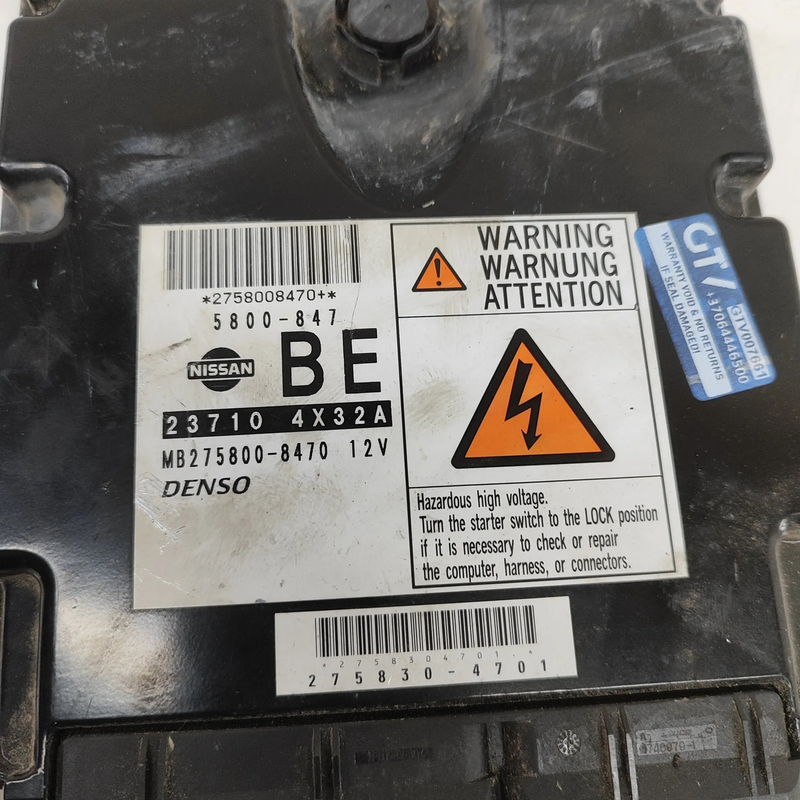 *2758008470+*
5800-847
NISSAN
BE
23710 4X32A
MB275800-8470 12V
DENSO
WARNING
WARNUNG
ATTENTION
Hazardous high voltage.
Turn the starter switch to the LOCK position
if it is necessary to check or repair
the computer, harness, or connectors.
GTV007661
WARRANTY VOID & NO RETURNS
IF SEAL DAMAGED!
*2758304701.*
275830-4701